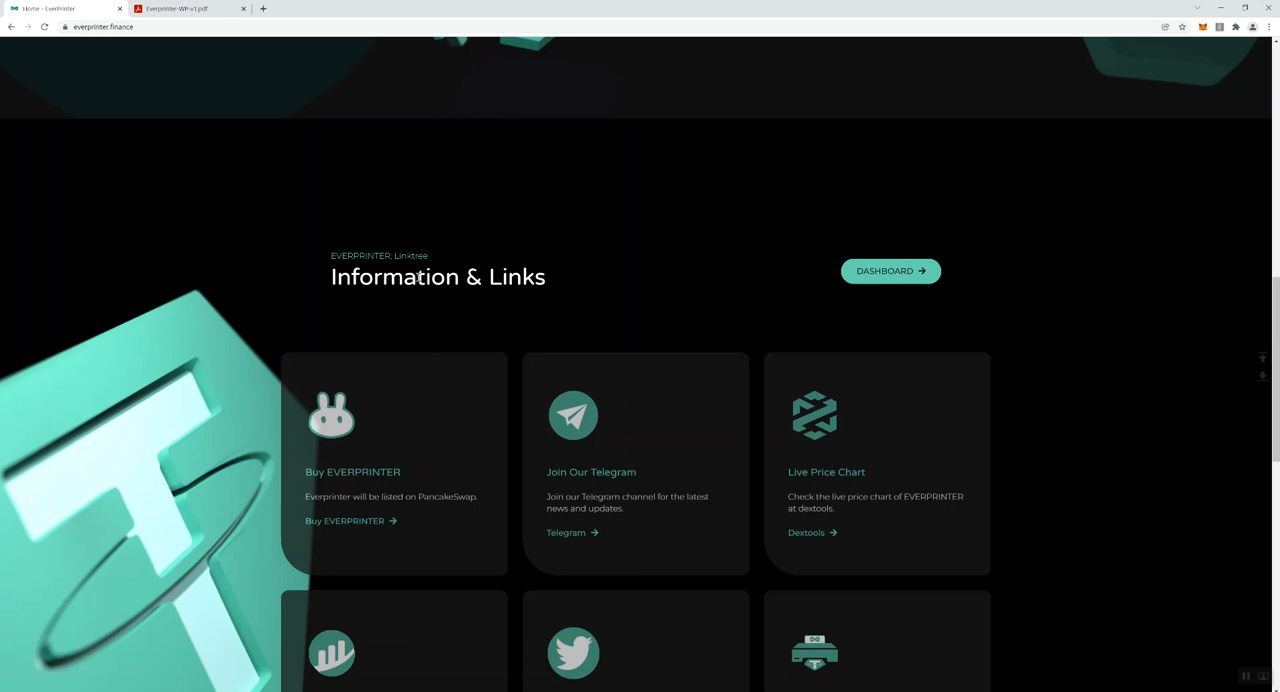 Home - EverPrinter
Everprinter-WP-v1.pdf
everprinter.finance
EVERPRINTER; Linktree
Information & Links
DASHBOARD
Buy EVERPRINTER
Everprinter will be listed on PancakeSwap.
Buy EVERPRINTER
Join Our Telegram
Join our Telegram channel for the latest
news and updates.
Telegram
Live Price Chart
Check the live price chart of EVERPRINTER
at dextools.
Dextools